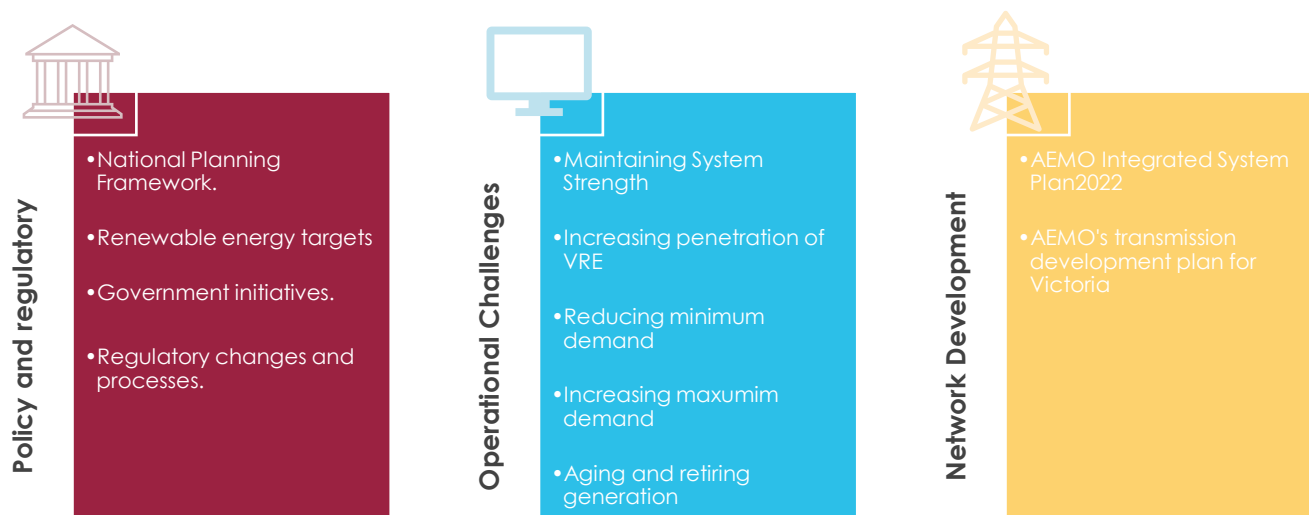 Policy and regulatory
•National Planning
Framework.
•Renewable energy targets
•Government initiatives.
•Regulatory changes and
processes.
Operational Challenges
•Maintaining System
Strength
•Increasing penetration of
VRE
•Reducing minimum
demand
•Increasing maxumim
demand
•Aging and retiring
generation
Network Development
•AEMO Integrated System
Plan2022
•AEMO's transmission
development plan for
Victoria